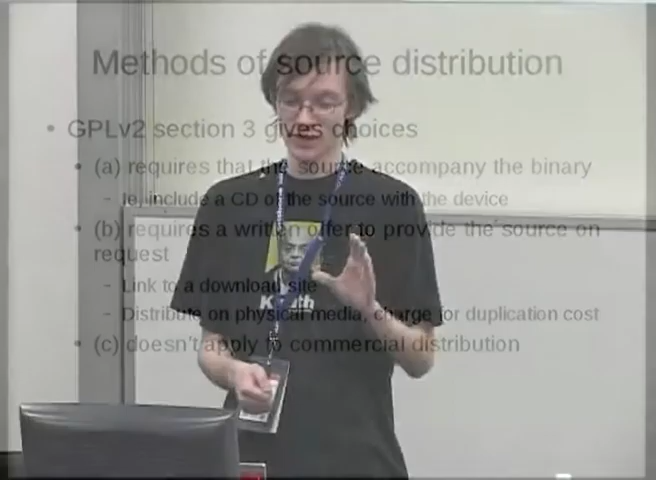 Methods of source distribution
• GPLv2 section 3 gives choices
• (a) requires that the source accompany the binary
– Ie, include a CD of the source with the device
• (b) requires a written offer to provide the source on
request
– Link to a download site
– Distribute on physical media, charge for duplication cost
• (c) doesn't apply to commercial distribution
Knuth